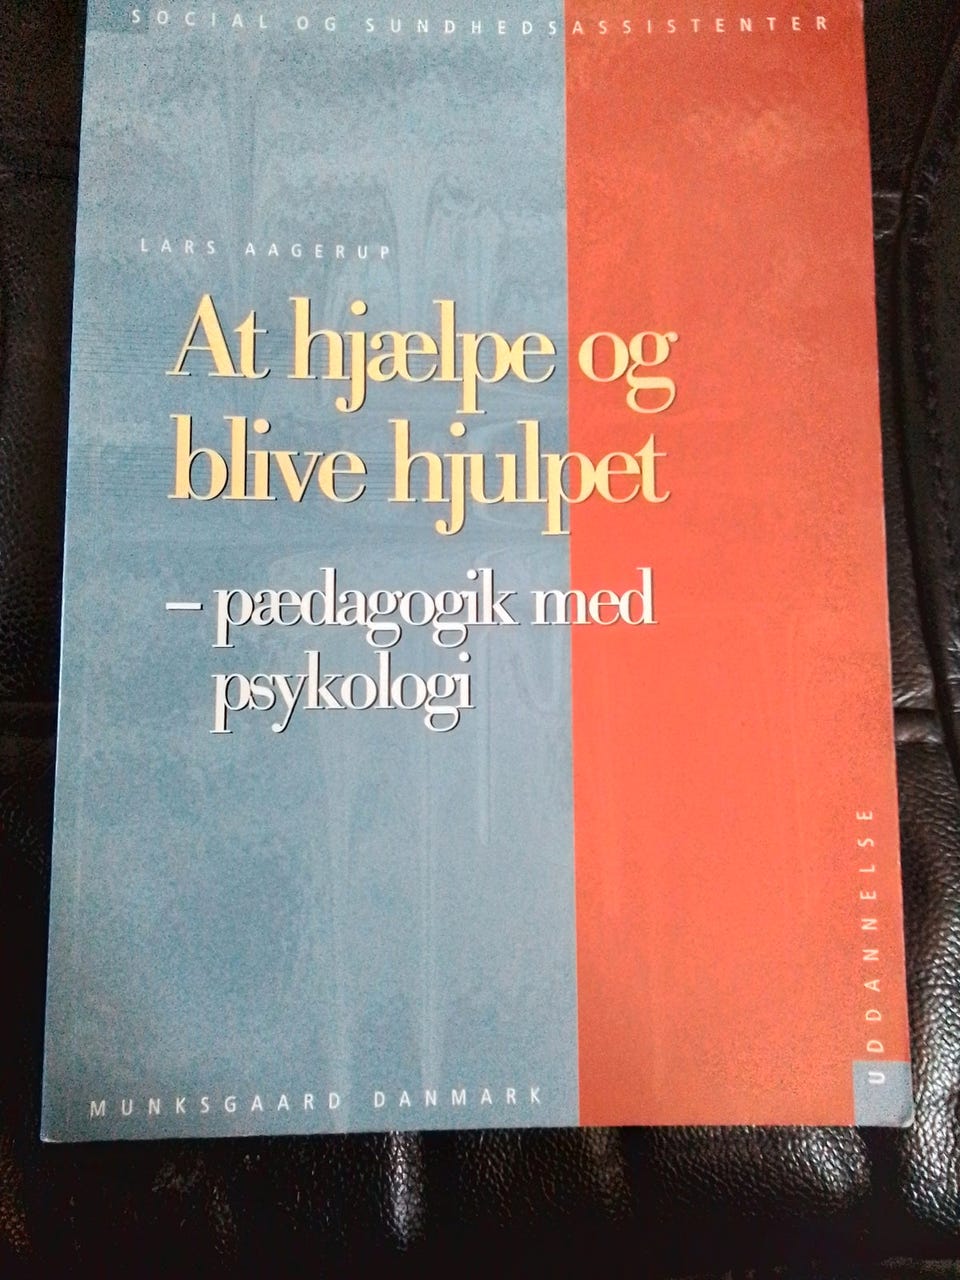 SOCIAL OG SUNDHEDSASSISTENTER
LARS AAGERUP
At hjælpe og
blive hjulpet
– pædagogik med
psykologi
UDDANNELSE
MUNKSGAARD DANMARK